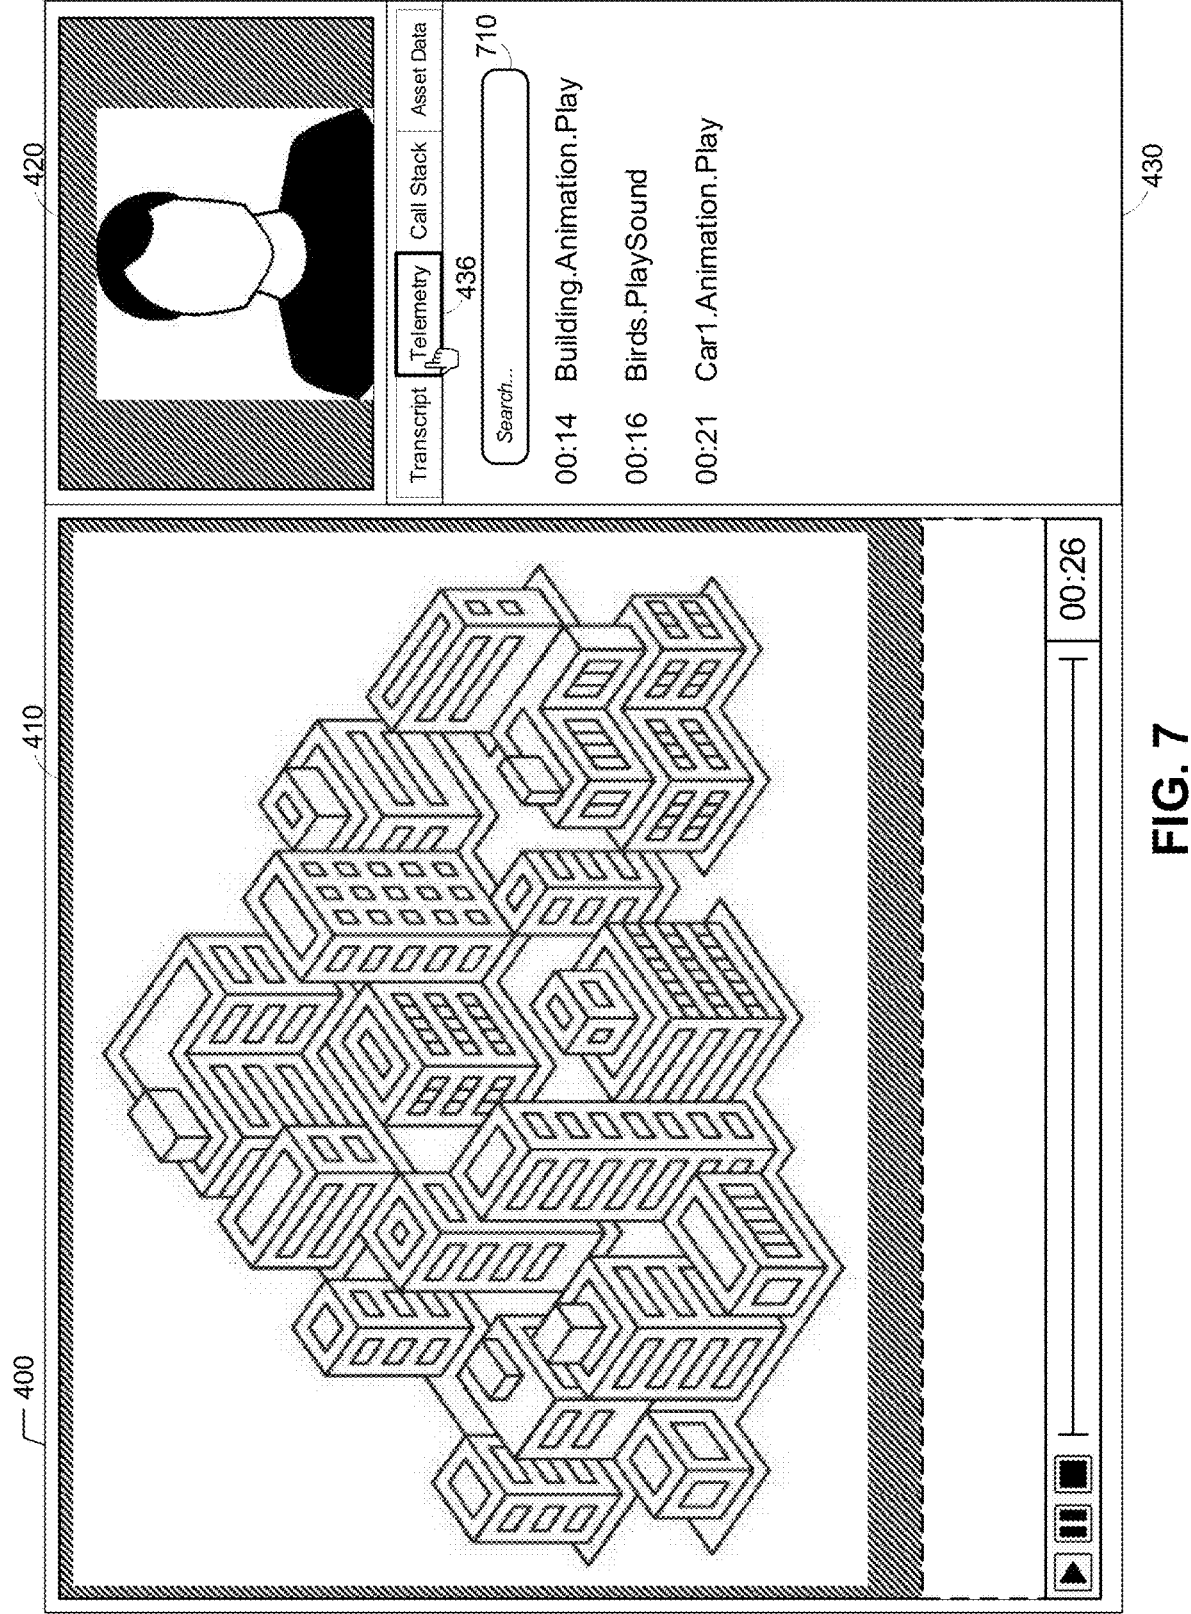 400
410
420
Transcript
Telemetry
Call Stack
Asset Data
436
710
Search...
00:14 Building.Animation.Play
00:16 Birds.PlaySound
00:21 Car1.Animation.Play
00:26
430
FIG. 7